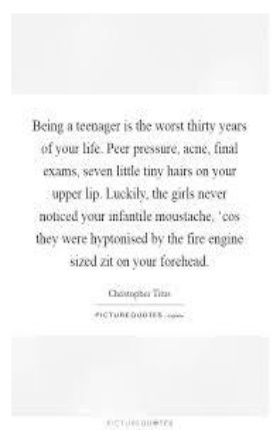 Being a teenager is the worst thirty years
of your life. Peer pressure, acne, final
exams, seven little tiny hairs on your
upper lip. Luckily, the girls never
noticed your infantile moustache, 'cos
they were hyptonised by the fire engine
sized zit on your forehead.
Christopher Titus
PICTUREQUOTES
PICTUREQUOTES